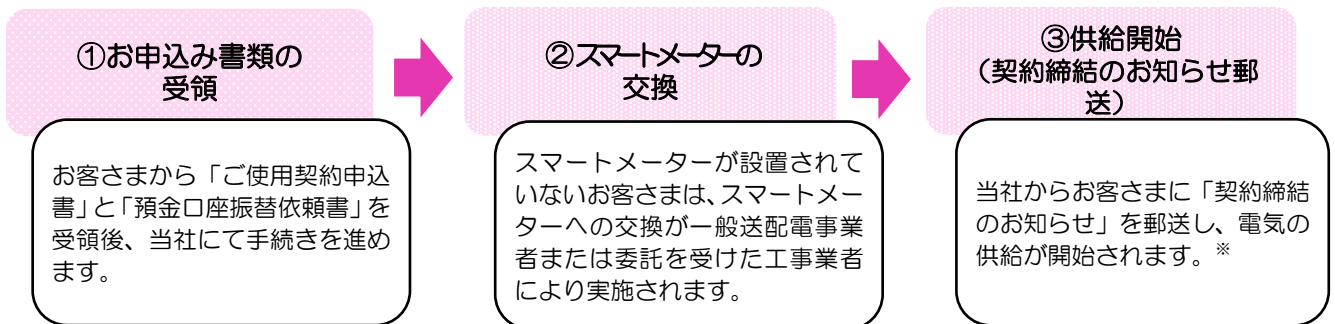 ①お申込み書類の
受領
お客さまから「ご使用契約申込
書」と「預金口座振替依頼書」を
受領後、当社にて手続きを進め
ます。
②スマートメーターの
交換
スマートメーターが設置されて
いないお客さまは、スマートメー
ターへの交換が一般送配電事業
者または委託を受けた工事業者
により実施されます。
③供給開始
（契約締結のお知らせ郵
送）
当社からお客さまに「契約締結
のお知らせ」を郵送し、電気の
供給が開始されます。※